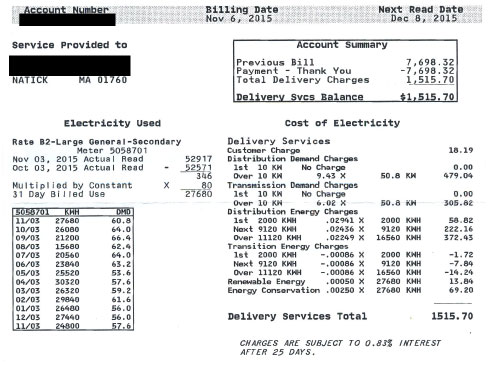 Account Number Billing Date Next Read Date
Nov 6, 2015 Dec 8, 2015
Service Provided to
NATICK MA 01760
Account Summary
Previous Bill 7,698.32
Payment - Thank You -7,698.32
Total Delivery Charges 1,515.70
Delivery Svcs Balance $1,515.70
Electricity Used
Rate B2-Large General-Secondary
Meter 5058701
Nov 03, 2015 Actual Read 52917
Oct 03, 2015 Actual Read - 52571
346
Multiplied by Constant X 80
31 Day Billed Use 27680
5058701 KWH DMD
11/03 27680 60.8
10/03 26080 64.0
09/03 21200 66.4
08/03 15680 62.4
07/03 20560 64.0
06/03 23840 63.2
05/03 25520 53.6
04/03 30320 57.6
03/03 26320 59.2
02/03 29840 61.6
01/03 26480 56.0
12/03 27440 56.0
11/03 24800 57.6
Cost of Electricity
Delivery Services
Customer Charge 18.19
Distribution Demand Charges
1st 10 KW No Charge 0.00
Over 10 KW 9.43 X 50.8 KW 479.04
Transmission Demand Charges
1st 10 KW No Charge 0.00
Over 10 KW 6.02 X 50.8 KW 305.82
Distribution Energy Charges
1st 2000 KWH .02941 X 2000 KWH 58.82
Next 9120 KWH .02436 X 9120 KWH 222.16
Over 11120 KWH .02249 X 16560 KWH 372.43
Transition Energy Charges
1st 2000 KWH -.00086 X 2000 KWH -1.72
Next 9120 KWH -.00086 X 9120 KWH -7.84
Over 11120 KWH -.00086 X 16560 KWH -14.24
Renewable Energy .00050 X 27680 KWH 13.84
Energy Conservation .00250 X 27680 KWH 69.20
Delivery Services Total 1515.70
CHARGES ARE SUBJECT TO 0.83% INTEREST
AFTER 25 DAYS.